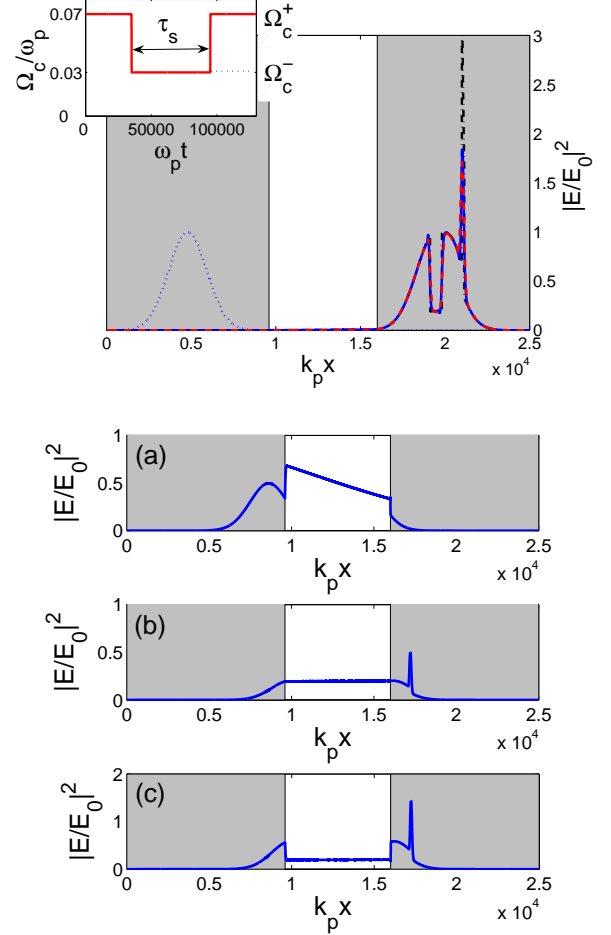 0.07
0.03
0
Ω_c/ω_p
τ_s
Ω_c^+
Ω_c^-
0 50000 100000
ω_p t
3
2.5
2
1.5
1
0.5
0
|E/E_0|^2
0 0.5 1 1.5 2 2.5
k_p x
x 10^4
(a)
1
0.5
0
|E/E_0|^2
0 0.5 1 1.5 2 2.5
k_p x
x 10^4
(b)
1
0.5
0
|E/E_0|^2
0 0.5 1 1.5 2 2.5
k_p x
x 10^4
(c)
2
1
0
|E/E_0|^2
0 0.5 1 1.5 2 2.5
k_p x
x 10^4